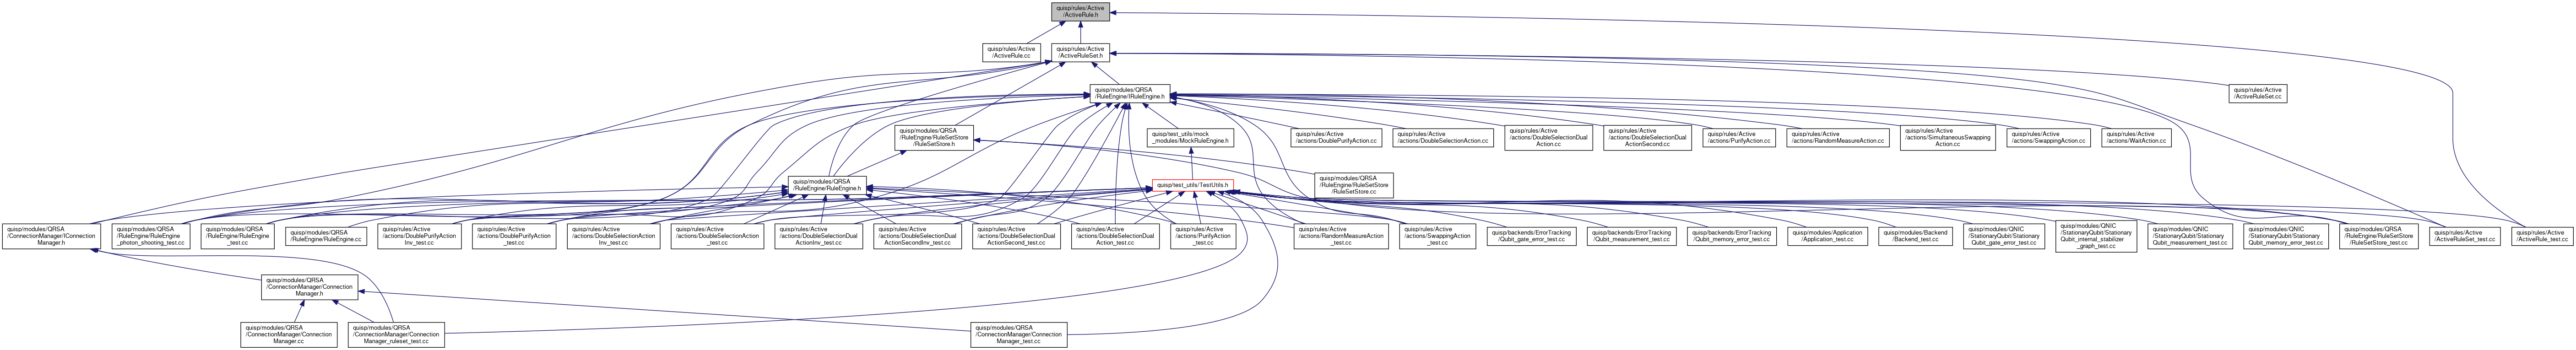 quisp/rules/Active
/ActiveRule.h
quisp/rules/Active
/ActiveRule.cc
quisp/rules/Active
/ActiveRuleSet.h
quisp/modules/QRSA
/RuleEngine/IRuleEngine.h
quisp/rules/Active
/ActiveRuleSet.cc
quisp/modules/QRSA
/RuleEngine/RuleSetStore
/RuleSetStore.h
quisp/test_utils/mock
_modules/MockRuleEngine.h
quisp/rules/Active
/actions/DoublePurifyAction.cc
quisp/rules/Active
/actions/DoubleSelectionAction.cc
quisp/rules/Active
/actions/DoubleSelectionDual
Action.cc
quisp/rules/Active
/actions/DoubleSelectionDual
ActionSecond.cc
quisp/rules/Active
/actions/PurifyAction.cc
quisp/rules/Active
/actions/RandomMeasureAction.cc
quisp/rules/Active
/actions/SimultaneousSwapping
Action.cc
quisp/rules/Active
/actions/SwappingAction.cc
quisp/rules/Active
/actions/WaitAction.cc
quisp/modules/QRSA
/RuleEngine/RuleEngine.h
quisp/test_utils/TestUtils.h
quisp/modules/QRSA
/RuleEngine/RuleSetStore
/RuleSetStore.cc
quisp/modules/QRSA
/ConnectionManager/IConnection
Manager.h
quisp/modules/QRSA
/RuleEngine/RuleEngine
_photon_shooting_test.cc
quisp/modules/QRSA
/RuleEngine/RuleEngine
_test.cc
quisp/modules/QRSA
/RuleEngine/RuleEngine.cc
quisp/rules/Active
/actions/DoublePurifyAction
Inv_test.cc
quisp/rules/Active
/actions/DoublePurifyAction
_test.cc
quisp/rules/Active
/actions/DoubleSelectionAction
Inv_test.cc
quisp/rules/Active
/actions/DoubleSelectionAction
_test.cc
quisp/rules/Active
/actions/DoubleSelectionDual
ActionInv_test.cc
quisp/rules/Active
/actions/DoubleSelectionDual
ActionSecondInv_test.cc
quisp/rules/Active
/actions/DoubleSelectionDual
ActionSecond_test.cc
quisp/rules/Active
/actions/DoubleSelectionDual
Action_test.cc
quisp/rules/Active
/actions/PurifyAction
_test.cc
quisp/rules/Active
/actions/RandomMeasureAction
_test.cc
quisp/rules/Active
/actions/SwappingAction
_test.cc
quisp/backends/ErrorTracking
/Qubit_gate_error_test.cc
quisp/backends/ErrorTracking
/Qubit_measurement_test.cc
quisp/backends/ErrorTracking
/Qubit_memory_error_test.cc
quisp/modules/Application
/Application_test.cc
quisp/modules/Backend
/Backend_test.cc
quisp/modules/QNIC
/StationaryQubit/Stationary
Qubit_gate_error_test.cc
quisp/modules/QNIC
/StationaryQubit/Stationary
Qubit_internal_stabilizer
_graph_test.cc
quisp/modules/QNIC
/StationaryQubit/Stationary
Qubit_measurement_test.cc
quisp/modules/QNIC
/StationaryQubit/Stationary
Qubit_memory_error_test.cc
quisp/modules/QRSA
/RuleEngine/RuleSetStore
/RuleSetStore_test.cc
quisp/rules/Active
/ActiveRuleSet_test.cc
quisp/rules/Active
/ActiveRule_test.cc
quisp/modules/QRSA
/ConnectionManager/Connection
Manager.h
quisp/modules/QRSA
/ConnectionManager/Connection
Manager.cc
quisp/modules/QRSA
/ConnectionManager/Connection
Manager_ruleset_test.cc
quisp/modules/QRSA
/ConnectionManager/Connection
Manager_test.cc